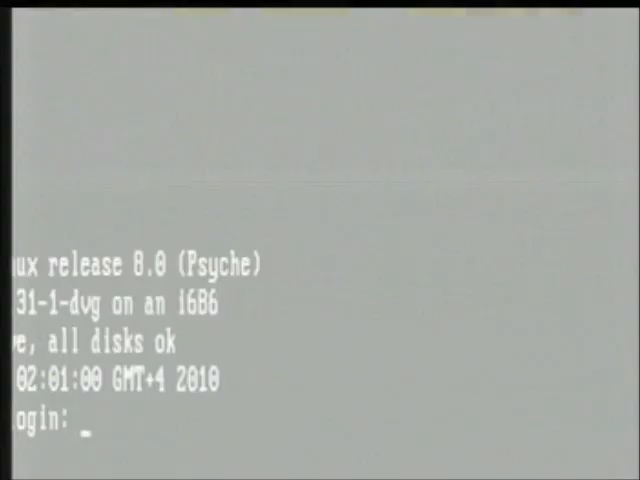 ux release 8.0 (Psyche)
31-1-dvg on an i686
e, all disks ok
02:01:00 GMT+4 2010
ogin: _